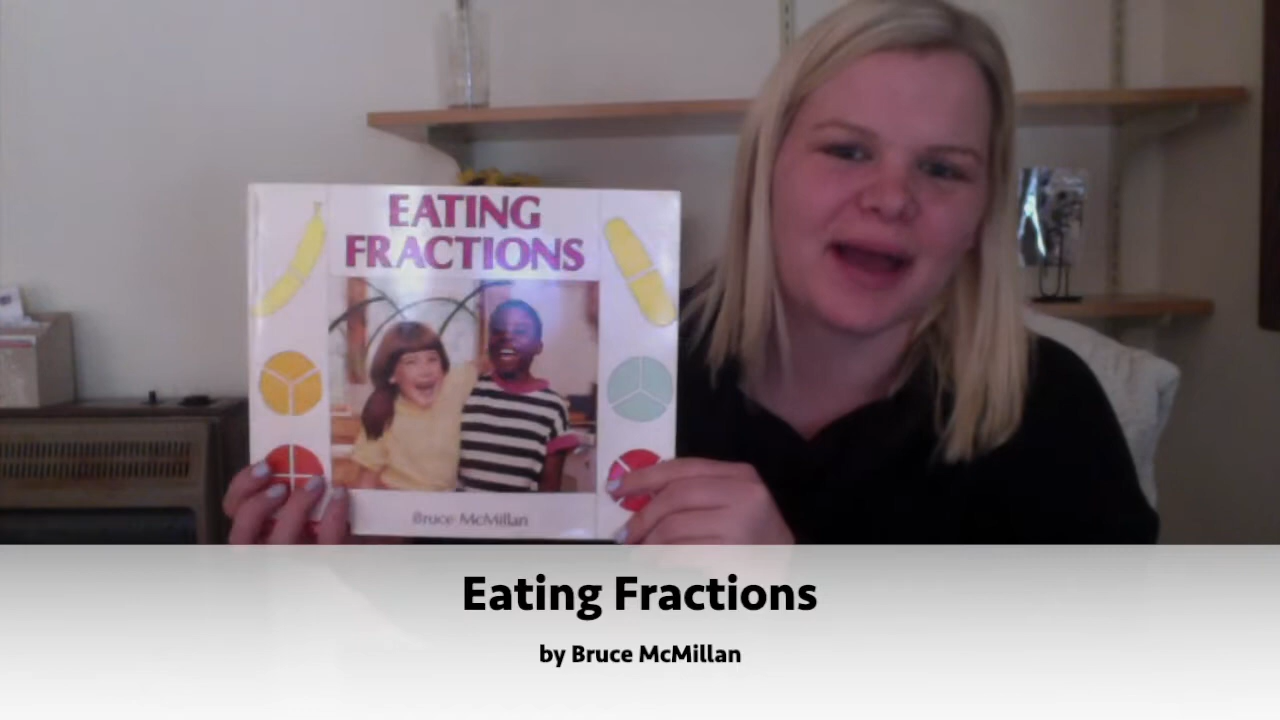 EATING
FRACTIONS
Bruce McMillan
Eating Fractions
by Bruce McMillan